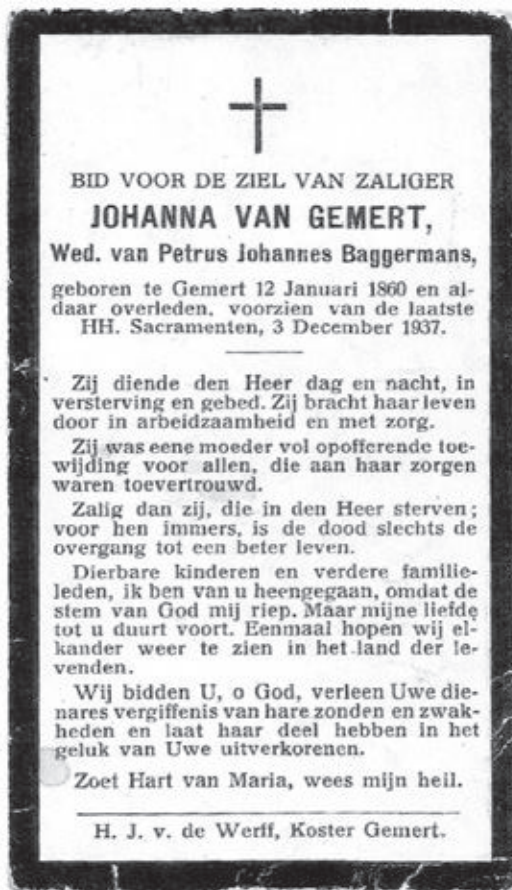 BID VOOR DE ZIEL VAN ZALIGER
JOHANNA VAN GEMERT,
Wed. van Petrus Johannes Baggermans,
geboren te Gemert 12 Januari 1860 en al-
daar overleden, voorzien van de laatste
HH. Sacramenten, 3 December 1937.
Zij diende den Heer dag en nacht, in
versterving en gebed. Zij bracht haar leven
door in arbeidzaamheid en met zorg.
Zij was eene moeder vol opofferende toe-
wijding voor allen, die aan haar zorgen
waren toevertrouwd.
Zalig dan zij, die in den Heer sterven;
voor hen immers, is de dood slechts de
overgang tot een beter leven.
Dierbare kinderen en verdere familie-
leden, ik ben van u heengegaan, omdat de
stem van God mij riep. Maar mijne liefde
tot u duurt voort. Eenmaal hopen wij el-
kander weer te zien in het land der le-
venden.
Wij bidden U, o God, verleen Uwe die-
nares vergiffenis van hare zonden en zwak-
heden en laat haar deel hebben in het
geluk van Uwe uitverkorenen.
Zoet Hart van Maria, wees mijn heil.
H. J. v. de Werff, Koster Gemert.